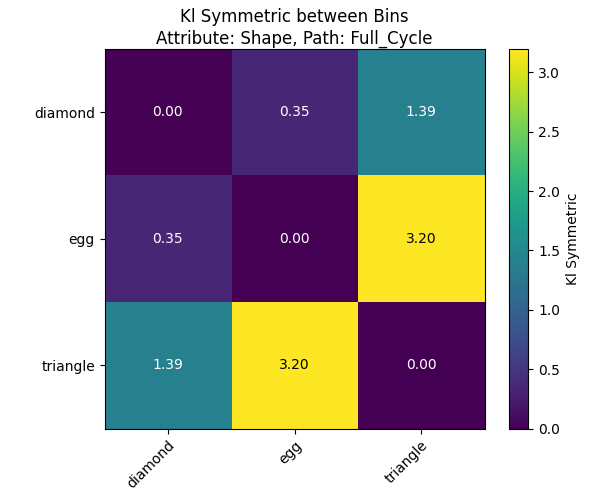 Kl Symmetric between Bins
Attribute: Shape, Path: Full_Cycle
diamond 0.00 0.35 1.39
egg 0.35 0.00 3.20
triangle 1.39 3.20 0.00
diamond egg triangle
3.0
2.5
2.0
1.5
1.0
0.5
0.0
Kl Symmetric